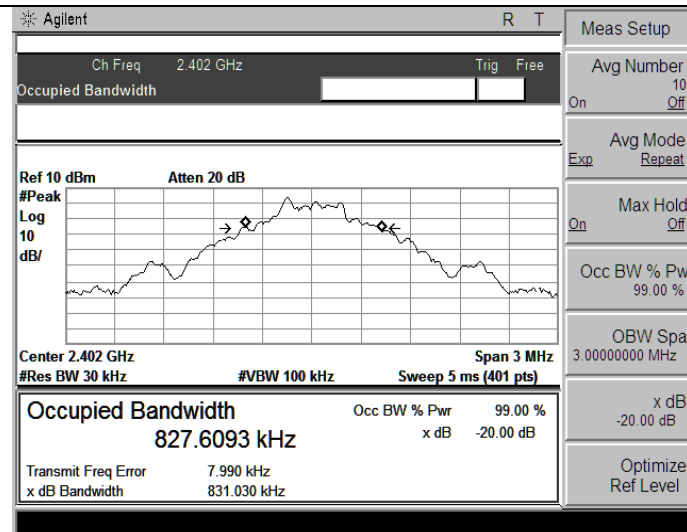 Agilent R T
Ch Freq 2.402 GHz Trig Free
Occupied Bandwidth
Ref 10 dBm Atten 20 dB
#Peak
Log
10
dB/
Center 2.402 GHz Span 3 MHz
#Res BW 30 kHz #VBW 100 kHz Sweep 5 ms (401 pts)
Occupied Bandwidth
827.6093 kHz
Occ BW % Pwr 99.00 %
x dB -20.00 dB
Transmit Freq Error 7.990 kHz
x dB Bandwidth 831.030 kHz
Meas Setup
Avg Number
10
On Off
Avg Mode
Exp Repeat
Max Hold
On Off
Occ BW % Pw
99.00 %
OBW Spa
3.00000000 MHz
x dB
-20.00 dB
Optimize
Ref Level